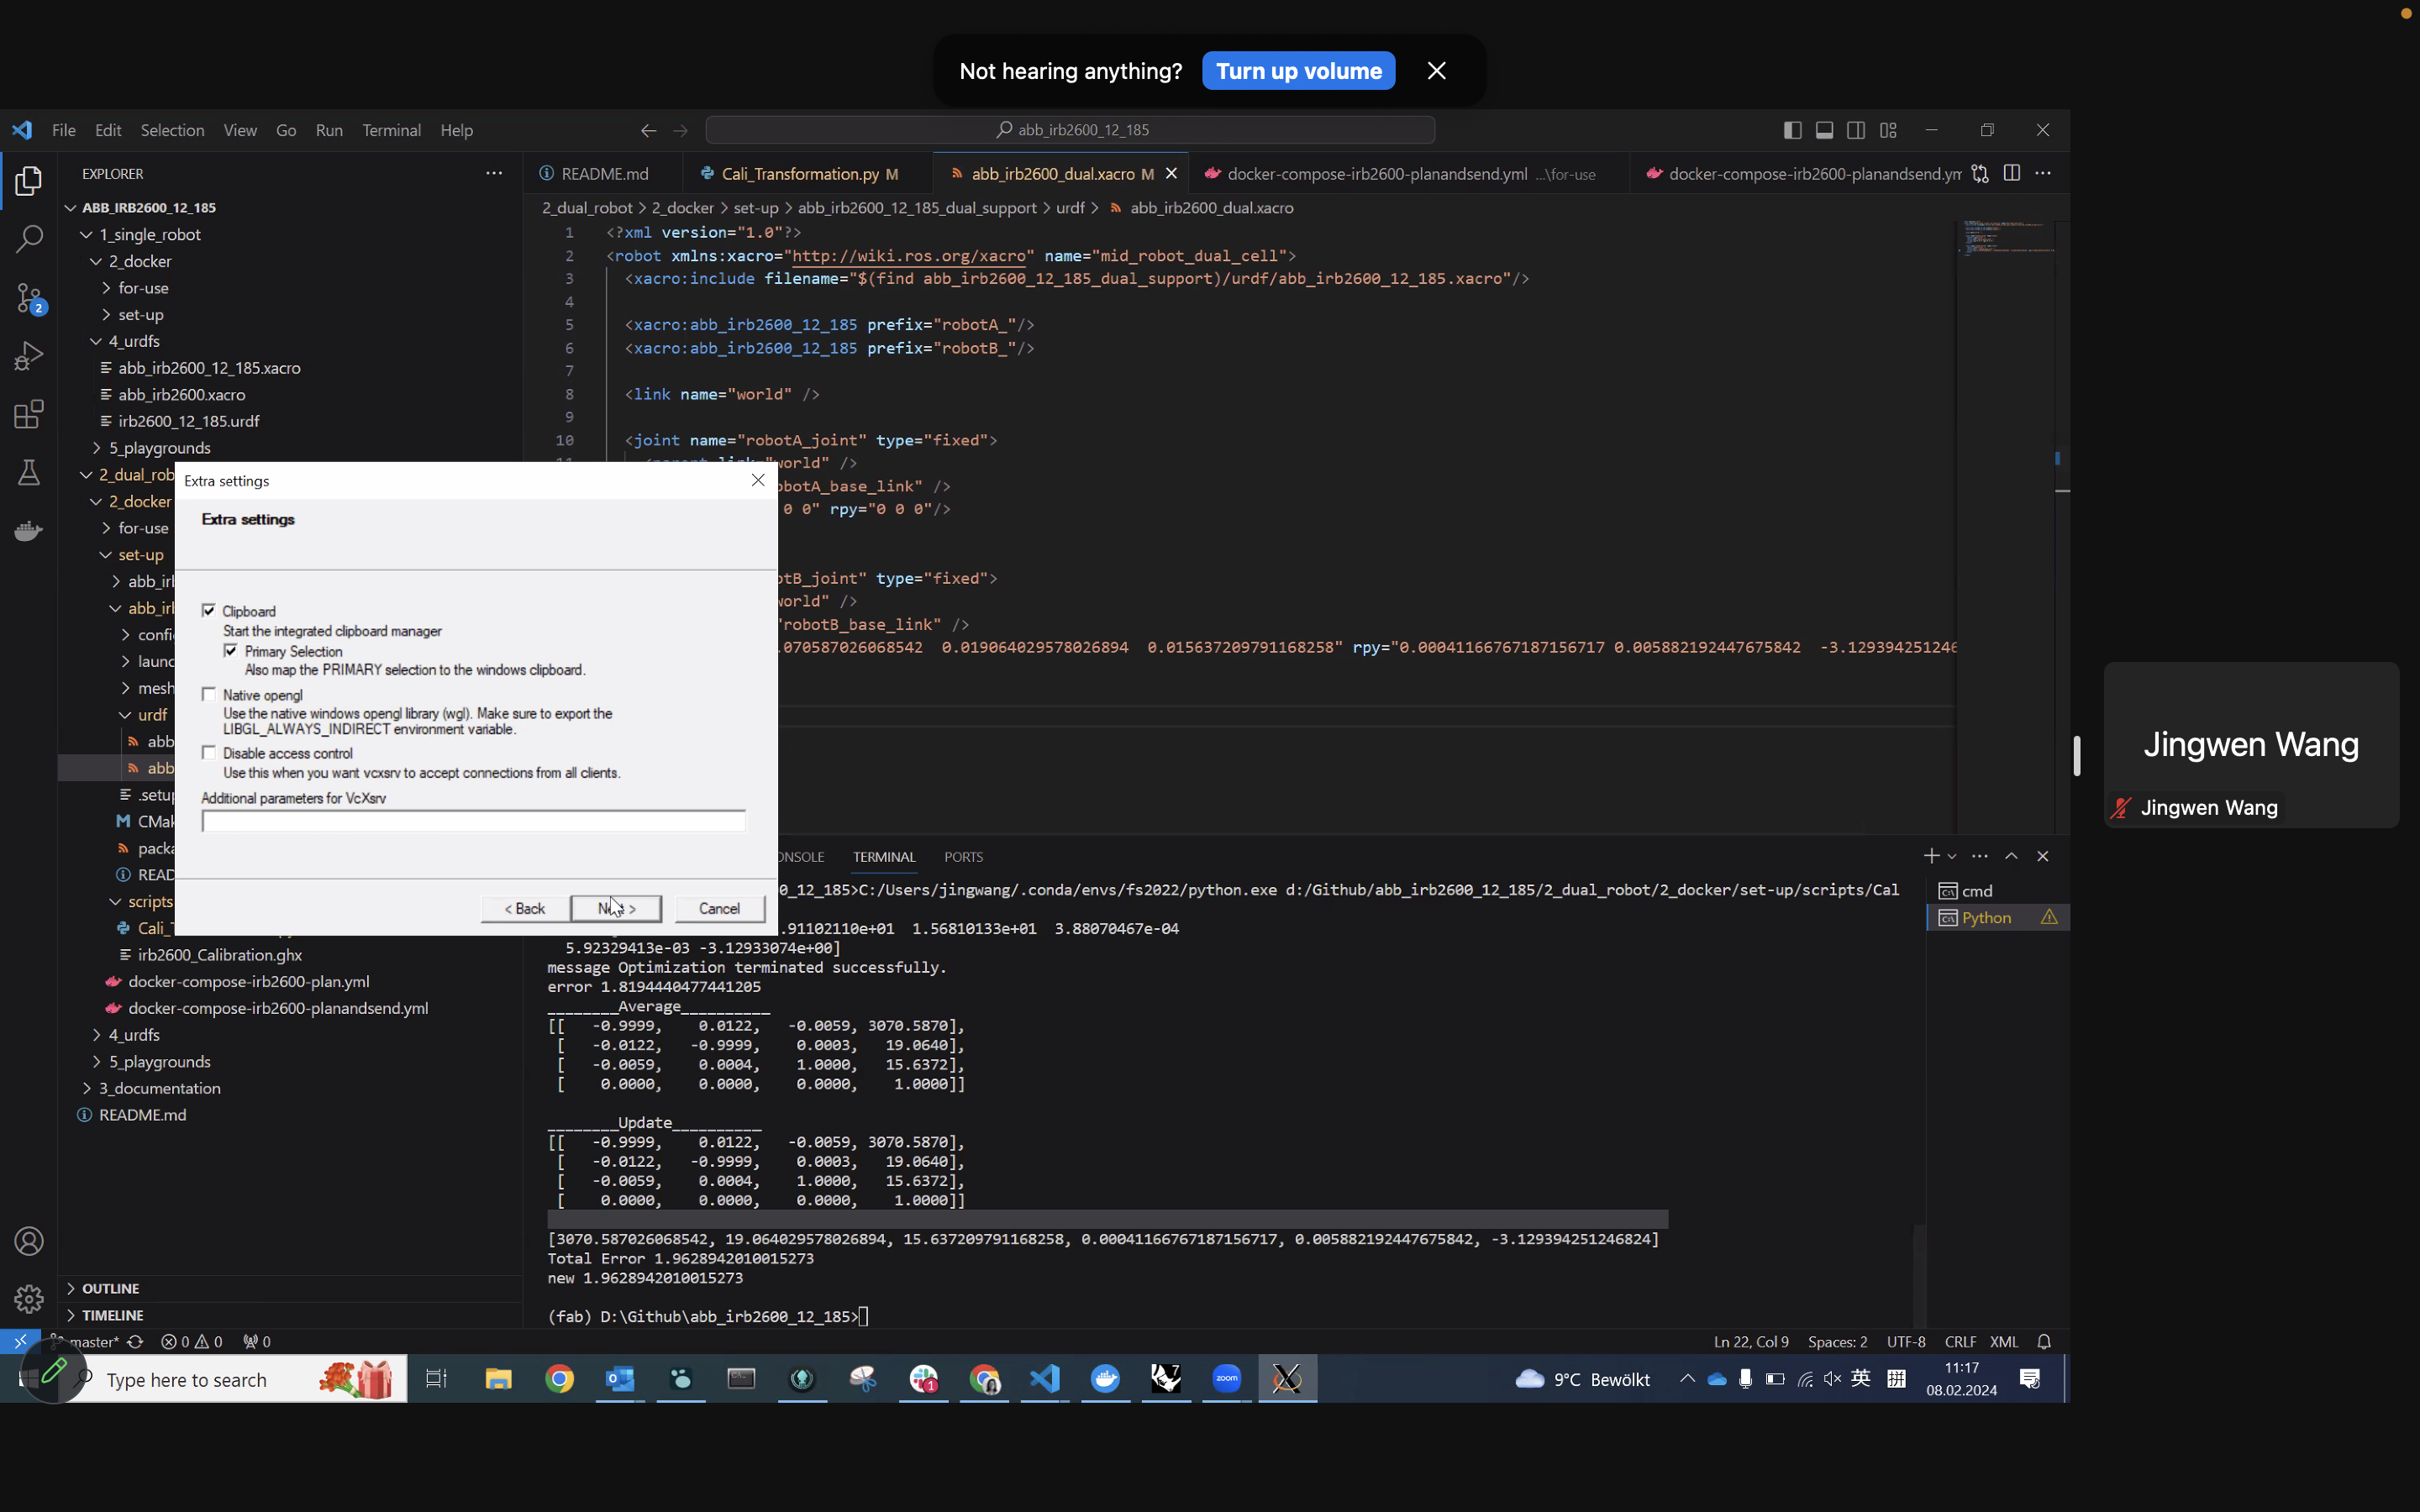 Not hearing anything? Turn up volume
File Edit Selection View Go Run Terminal Help
abb_irb2600_12_185
EXPLORER
ABB_IRB2600_12_185
1_single_robot
2_docker
for-use
set-up
4_urdfs
abb_irb2600_12_185.xacro
abb_irb2600.xacro
irb2600_12_185.urdf
5_playgrounds
2_dual_rob
2_docker
for-use
set-up
abb_irl
abb_irl
confi
launc
mesh
urdf
abb
abb
.setup
CMak
packa
READ
scripts
Cali_
irb2600_Calibration.ghx
docker-compose-irb2600-plan.yml
docker-compose-irb2600-planandsend.yml
4_urdfs
5_playgrounds
3_documentation
README.md
OUTLINE
TIMELINE
README.md Cali_Transformation.py M abb_irb2600_dual.xacro M docker-compose-irb2600-planandsend.yml ...\for-use docker-compose-irb2600-planandsend.ym
2_dual_robot > 2_docker > set-up > abb_irb2600_12_185_dual_support > urdf > abb_irb2600_dual.xacro
1 <?xml version="1.0"?>
2 <robot xmlns:xacro="http://wiki.ros.org/xacro" name="mid_robot_dual_cell">
3 <xacro:include filename="$(find abb_irb2600_12_185_dual_support)/urdf/abb_irb2600_12_185.xacro"/>
4
5 <xacro:abb_irb2600_12_185 prefix="robotA_"/>
6 <xacro:abb_irb2600_12_185 prefix="robotB_"/>
7
8 <link name="world" />
9
10 <joint name="robotA_joint" type="fixed">
world" />
botA_base_link" />
0 0" rpy="0 0 0"/>
tB_joint" type="fixed">
world" />
"robotB_base_link" />
.070587026068542 0.019064029578026894 0.015637209791168258" rpy="0.00041166767187156717 0.005882192447675842 -3.12939425124
Extra settings
Extra settings
Clipboard
Start the integrated clipboard manager
Primary Selection
Also map the PRIMARY selection to the windows clipboard.
Native opengl
Use the native windows opengl library (wgl). Make sure to export the
LIBGL_ALWAYS_INDIRECT environment variable.
Disable access control
Use this when you want vcxsrv to accept connections from all clients.
Additional parameters for VcXsrv
< Back Next > Cancel
ONSOLE TERMINAL PORTS
0_12_185>C:/Users/jingwang/.conda/envs/fs2022/python.exe d:/Github/abb_irb2600_12_185/2_dual_robot/2_docker/set-up/scripts/Cal
.91102110e+01 1.56810133e+01 3.88070467e-04
5.92329413e-03 -3.12933074e+00]
message Optimization terminated successfully.
error 1.8194440477441205
________Average__________
[[ -0.9999, 0.0122, -0.0059, 3070.5870],
[ -0.0122, -0.9999, 0.0003, 19.0640],
[ -0.0059, 0.0004, 1.0000, 15.6372],
[ 0.0000, 0.0000, 0.0000, 1.0000]]
________Update__________
[[ -0.9999, 0.0122, -0.0059, 3070.5870],
[ -0.0122, -0.9999, 0.0003, 19.0640],
[ -0.0059, 0.0004, 1.0000, 15.6372],
[ 0.0000, 0.0000, 0.0000, 1.0000]]
[3070.587026068542, 19.064029578026894, 15.637209791168258, 0.00041166767187156717, 0.005882192447675842, -3.129394251246824]
Total Error 1.9628942010015273
new 1.9628942010015273
(fab) D:\Github\abb_irb2600_12_185>
cmd
Python
master* 0 0 0
Ln 22, Col 9 Spaces: 2 UTF-8 CRLF XML
Type here to search
zoom
9°C Bewölkt
英
拼
11:17
08.02.2024
Jingwen Wang
Jingwen Wang